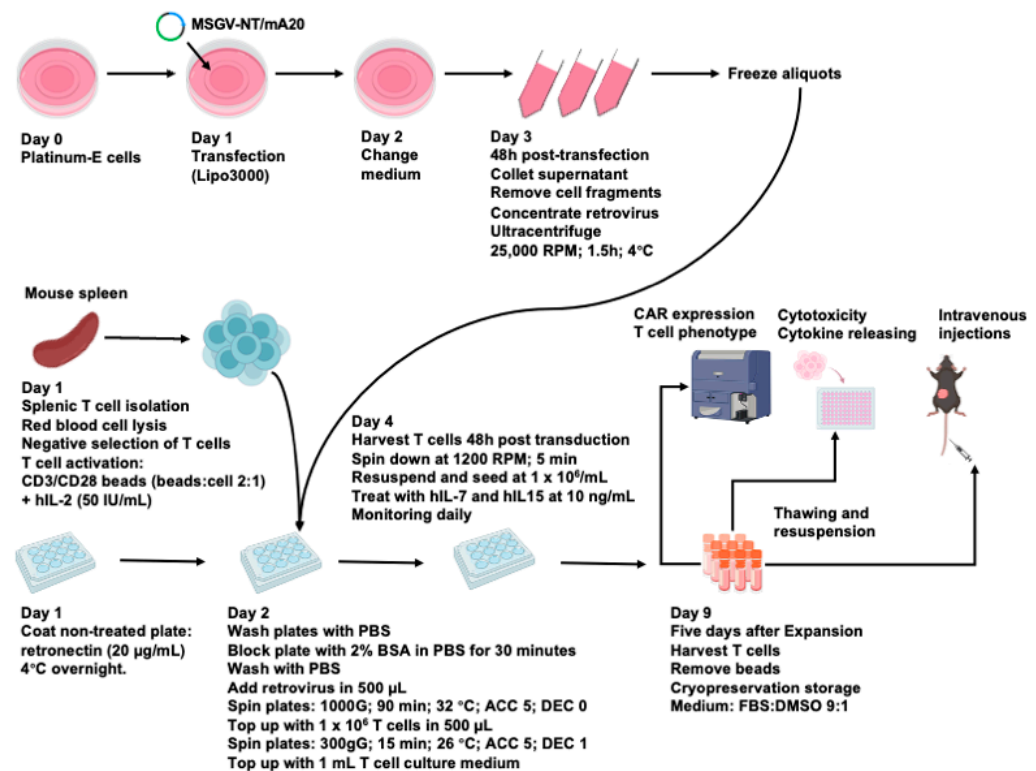 MSGV-NT/mA20
Freeze aliquots
Day 0
Platinum-E cells
Day 1
Transfection
(Lipo3000)
Day 2
Change
medium
Day 3
48h post-transfection
Collet supernatant
Remove cell fragments
Concentrate retrovirus
Ultracentrifuge
25,000 RPM; 1.5h; 4°C
Mouse spleen
Day 1
Splenic T cell isolation
Red blood cell lysis
Negative selection of T cells
T cell activation:
CD3/CD28 beads (beads:cell 2:1)
+ hIL-2 (50 IU/mL)
Day 4
Harvest T cells 48h post transduction
Spin down at 1200 RPM; 5 min
Resuspend and seed at 1 x 10⁶/mL
Treat with hIL-7 and hIL15 at 10 ng/mL
Monitoring daily
CAR expression
T cell phenotype
Cytotoxicity
Cytokine releasing
Intravenous
injections
Thawing and
resuspension
Day 1
Coat non-treated plate:
retronectin (20 µg/mL)
4°C overnight.
Day 2
Wash plates with PBS
Block plate with 2% BSA in PBS for 30 minutes
Wash with PBS
Add retrovirus in 500 µL
Spin plates: 1000G; 90 min; 32 °C; ACC 5; DEC 0
Top up with 1 x 10⁶ T cells in 500 µL
Spin plates: 300gG; 15 min; 26 °C; ACC 5; DEC 1
Top up with 1 mL T cell culture medium
Day 9
Five days after Expansion
Harvest T cells
Remove beads
Cryopreservation storage
Medium: FBS:DMSO 9:1